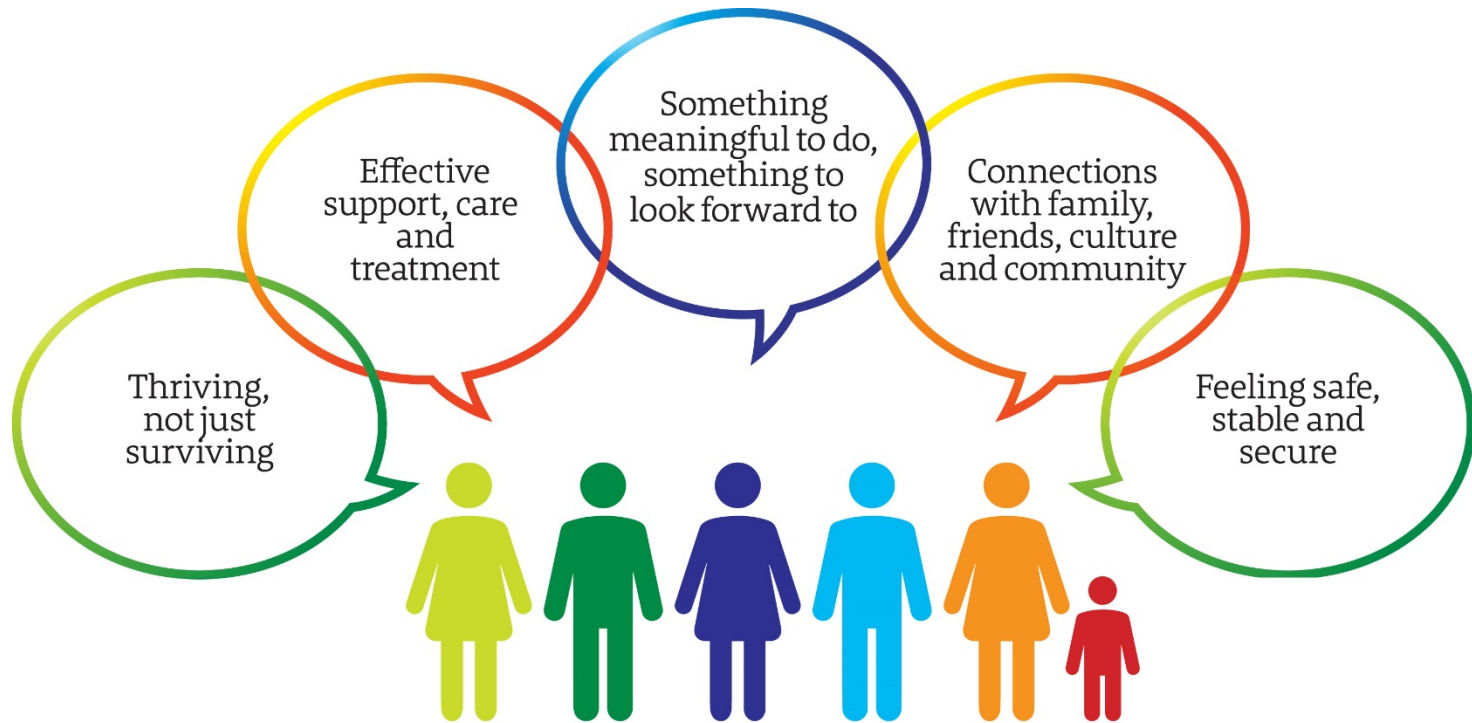 Thriving,
not just
surviving
Effective
support, care
and
treatment
Something
meaningful to do,
something to
look forward to
Connections
with family,
friends, culture
and community
Feeling safe,
stable and
secure